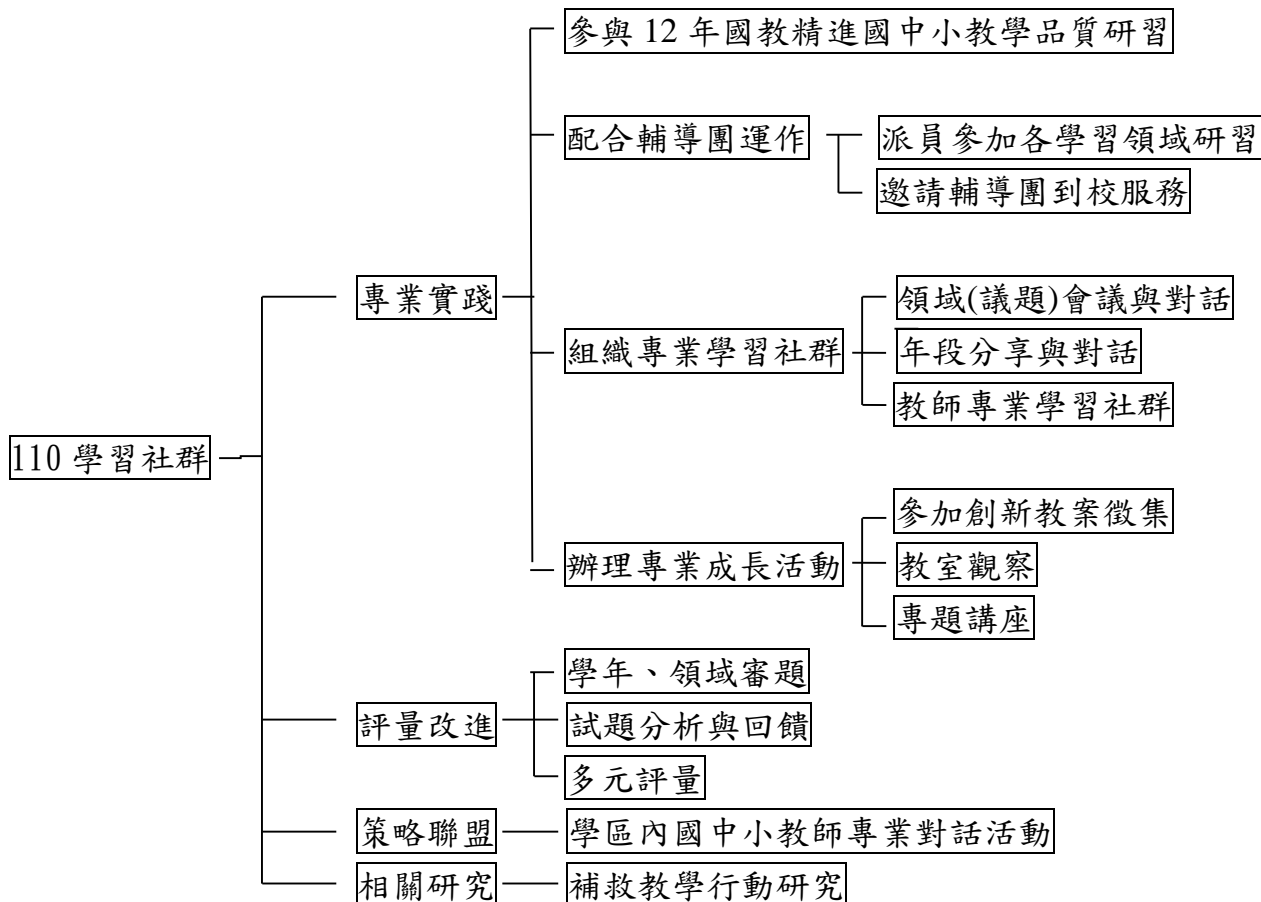 參與 12 年國教精進國中小教學品質研習
配合輔導團運作
派員參加各學習領域研習
邀請輔導團到校服務
專業實踐
領域(議題)會議與對話
組織專業學習社群
年段分享與對話
教師專業學習社群
110 學習社群
參加創新教案徵集
辦理專業成長活動
教室觀察
專題講座
學年、領域審題
評量改進
試題分析與回饋
多元評量
策略聯盟
學區內國中小教師專業對話活動
相關研究
補救教學行動研究